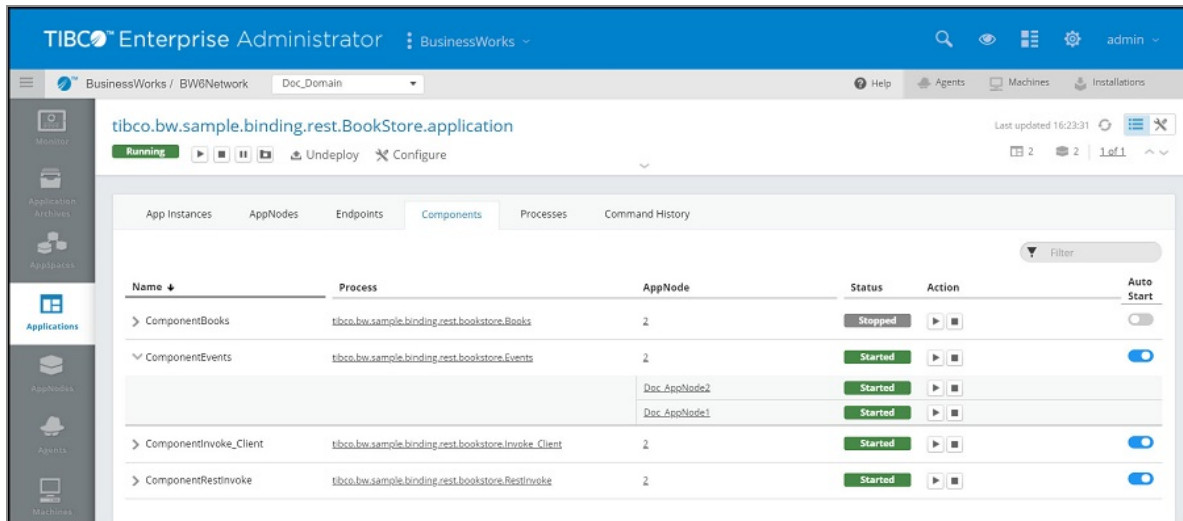 TIBCO™ Enterprise Administrator BusinessWorks admin
BusinessWorks / BW6Network Doc_Domain Help Agents Machines Installations
Monitor
Application Archives
AppSpaces
Applications
AppNodes
Agents
Machines
tibco.bw.sample.binding.rest.BookStore.application Last updated 16:23:31
Running Undeploy Configure 2 2 1 of 1
App Instances AppNodes Endpoints Components Processes Command History
Filter
Name Process AppNode Status Action Auto Start
ComponentBooks tibco.bw.sample.binding.rest.bookstore.Books 2 Stopped
ComponentEvents tibco.bw.sample.binding.rest.bookstore.Events 2 Started
Doc_AppNode2 Started
Doc_AppNode1 Started
ComponentInvoke_Client tibco.bw.sample.binding.rest.bookstore.Invoke_Client 2 Started
ComponentRestInvoke tibco.bw.sample.binding.rest.bookstore.RestInvoke 2 Started